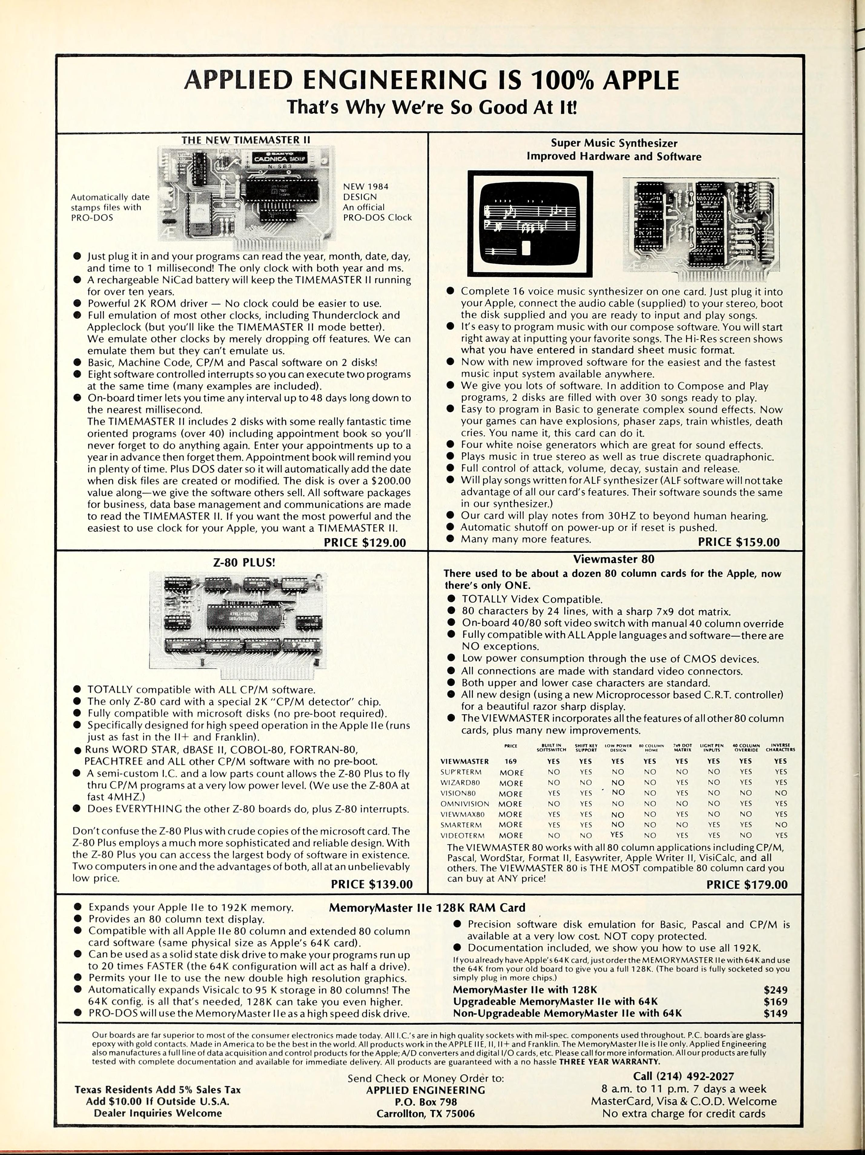 APPLIED ENGINEERING IS 100% APPLE
That's Why We're So Good At It!
THE NEW TIMEMASTER II
Automatically date
stamps files with
PRO-DOS
SANYO
CADNICA
NEW 1984
DESIGN
An official
PRO-DOS Clock
● Just plug it in and your programs can read the year, month, date, day,
and time to 1 millisecond! The only clock with both year and ms.
● A rechargeable NiCad battery will keep the TIMEMASTER II running
for over ten years.
● Powerful 2K ROM driver — No clock could be easier to use.
● Full emulation of most other clocks, including Thunderclock and
Appleclock (but you'll like the TIMEMASTER II mode better).
We emulate other clocks by merely dropping off features. We can
emulate them but they can't emulate us.
● Basic, Machine Code, CP/M and Pascal software on 2 disks!
● Eight software controlled interrupts so you can execute two programs
at the same time (many examples are included).
● On-board timer lets you time any interval up to 48 days long down to
the nearest millisecond.
The TIMEMASTER II includes 2 disks with some really fantastic time
oriented programs (over 40) including appointment book so you'll
never forget to do anything again. Enter your appointments up to a
year in advance then forget them. Appointment book will remind you
in plenty of time. Plus DOS dater so it will automatically add the date
when disk files are created or modified. The disk is over a $200.00
value along—we give the software others sell. All software packages
for business, data base management and communications are made
to read the TIMEMASTER II. If you want the most powerful and the
easiest to use clock for your Apple, you want a TIMEMASTER II.
PRICE $129.00
Super Music Synthesizer
Improved Hardware and Software
● Complete 16 voice music synthesizer on one card. Just plug it into
your Apple, connect the audio cable (supplied) to your stereo, boot
the disk supplied and you are ready to input and play songs.
● It's easy to program music with our compose software. You will start
right away at inputting your favorite songs. The Hi-Res screen shows
what you have entered in standard sheet music format.
● Now with new improved software for the easiest and the fastest
music input system available anywhere.
● We give you lots of software. In addition to Compose and Play
programs, 2 disks are filled with over 30 songs ready to play.
● Easy to program in Basic to generate complex sound effects. Now
your games can have explosions, phaser zaps, train whistles, death
cries. You name it, this card can do it.
● Four white noise generators which are great for sound effects.
● Plays music in true stereo as well as true discrete quadraphonic.
● Full control of attack, volume, decay, sustain and release.
● Will play songs written for ALF synthesizer (ALF software will not take
advantage of all our card's features. Their software sounds the same
in our synthesizer.)
● Our card will play notes from 30HZ to beyond human hearing.
● Automatic shutoff on power-up or if reset is pushed.
● Many many more features.
PRICE $159.00
Z-80 PLUS!
● TOTALLY compatible with ALL CP/M software.
● The only Z-80 card with a special 2K "CP/M detector" chip.
● Fully compatible with microsoft disks (no pre-boot required).
● Specifically designed for high speed operation in the Apple IIe (runs
just as fast in the II+ and Franklin).
● Runs WORD STAR, dBASE II, COBOL-80, FORTRAN-80,
PEACHTREE and ALL other CP/M software with no pre-boot.
● A semi-custom I.C. and a low parts count allows the Z-80 Plus to fly
thru CP/M programs at a very low power level. (We use the Z-80A at
fast 4MHZ.)
● Does EVERYTHING the other Z-80 boards do, plus Z-80 interrupts.
Don't confuse the Z-80 Plus with crude copies of the microsoft card. The
Z-80 Plus employs a much more sophisticated and reliable design. With
the Z-80 Plus you can access the largest body of software in existence.
Two computers in one and the advantages of both, all at an unbelievably
low price.
PRICE $139.00
Viewmaster 80
There used to be about a dozen 80 column cards for the Apple, now
there's only ONE.
● TOTALLY Videx Compatible.
● 80 characters by 24 lines, with a sharp 7x9 dot matrix.
● On-board 40/80 soft video switch with manual 40 column override
● Fully compatible with ALL Apple languages and software—there are
NO exceptions.
● Low power consumption through the use of CMOS devices.
● All connections are made with standard video connectors.
● Both upper and lower case characters are standard.
● All new design (using a new Microprocessor based C.R.T. controller)
for a beautiful razor sharp display.
● The VIEWMASTER incorporates all the features of all other 80 column
cards, plus many new improvements.
PRICE BUILT IN SOFTSWITCH SHIFT KEY SUPPORT LOW POWER DESIGN 80 COLUMN HOME 7x9 DOT MATRIX LIGHT PEN INPUTS 40 COLUMN OVERRIDE INVERSE CHARACTERS
VIEWMASTER 169 YES YES YES YES YES YES YES YES
SUP'RTERM MORE NO YES NO NO NO NO YES YES
WIZARD80 MORE NO NO NO NO YES NO YES YES
VISION80 MORE YES YES NO NO YES NO NO NO
OMNIVISION MORE NO YES NO NO NO NO YES YES
VIEWMAX80 MORE YES YES NO NO YES NO NO YES
SMARTERM MORE YES YES NO NO NO YES YES NO
VIDEOTERM MORE NO NO YES NO YES YES NO YES
The VIEWMASTER 80 works with all 80 column applications including CP/M,
Pascal, WordStar, Format II, Easywriter, Apple Writer II, VisiCalc, and all
others. The VIEWMASTER 80 is THE MOST compatible 80 column card you
can buy at ANY price!
PRICE $179.00
MemoryMaster IIe 128K RAM Card
● Expands your Apple IIe to 192K memory.
● Provides an 80 column text display.
● Compatible with all Apple IIe 80 column and extended 80 column
card software (same physical size as Apple's 64K card).
● Can be used as a solid state disk drive to make your programs run up
to 20 times FASTER (the 64K configuration will act as half a drive).
● Permits your IIe to use the new double high resolution graphics.
● Automatically expands Visicalc to 95 K storage in 80 columns! The
64K config. is all that's needed, 128K can take you even higher.
● PRO-DOS will use the MemoryMaster IIe as a high speed disk drive.
● Precision software disk emulation for Basic, Pascal and CP/M is
available at a very low cost. NOT copy protected.
● Documentation included, we show you how to use all 192K.
If you already have Apple's 64K card, just order the MEMORYMASTER IIe with 64K and use
the 64K from your old board to give you a full 128K. (The board is fully socketed so you
simply plug in more chips.)
MemoryMaster IIe with 128K $249
Upgradeable MemoryMaster IIe with 64K $169
Non-Upgradeable MemoryMaster IIe with 64K $149
Our boards are far superior to most of the consumer electronics made today. All I.C.'s are in high quality sockets with mil-spec. components used throughout. P.C. boards are glass-
epoxy with gold contacts. Made in America to be the best in the world. All products work in the APPLE IIE, II, II+ and Franklin. The MemoryMaster IIe is IIe only. Applied Engineering
also manufactures a full line of data acquisition and control products for the Apple; A/D converters and digital I/O cards, etc. Please call for more information. All our products are fully
tested with complete documentation and available for immediate delivery. All products are guaranteed with a no hassle THREE YEAR WARRANTY.
Texas Residents Add 5% Sales Tax
Add $10.00 If Outside U.S.A.
Dealer Inquiries Welcome
Send Check or Money Order to:
APPLIED ENGINEERING
P.O. Box 798
Carrollton, TX 75006
Call (214) 492-2027
8 a.m. to 11 p.m. 7 days a week
MasterCard, Visa & C.O.D. Welcome
No extra charge for credit cards